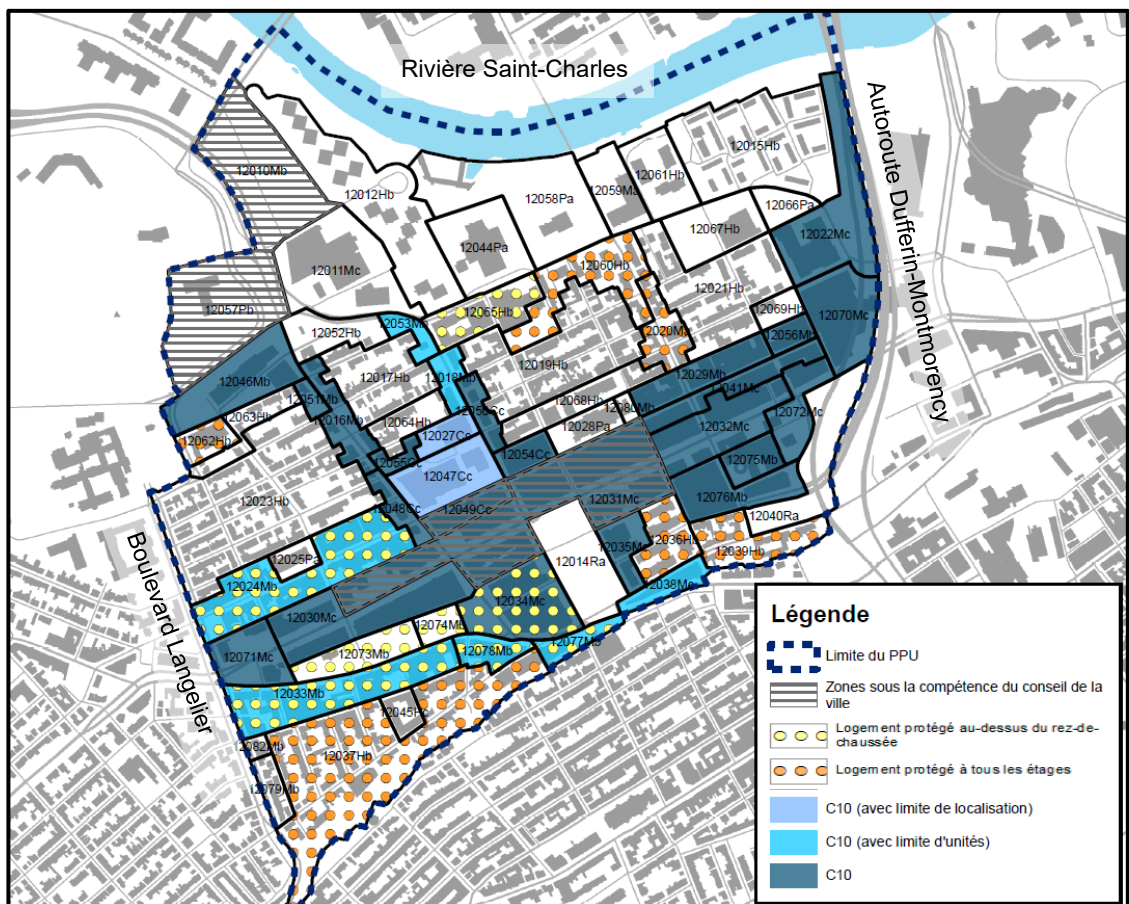 Rivière Saint-Charles
Autoroute Dufferin-Montmorency
12010Mb
12012Hb
12058Pa
12059Ma
12061Hb
12015Hb
12066Pa
12044Pa
12067Hb
12022Mc
12011Mc
12060Hb
12057Pb
12065Hb
12021Hb
12069Hb
12070Mc
12053Mb
12052Hb
12056Mb
12019Hb
12017Hb
12018Mb
12029Mb
12046Mb
12051Mb
12041Mc
12063Hb
12016Mb
12064Hb
12068Hb
12080Mb
12072Mc
12062Hb
12027Cc
12028Pa
12032Mc
12055Cc
12054Cc
12047Cc
12075Mb
12023Hb
12048Cc
12049Cc
12031Mc
12076Mb
12040Ra
12025Pa
12035Mc
12036Hb
12039Hb
12014Ra
12024Mb
12038Mc
12034Mc
12030Mc
12074Mb
12071Mc
12073Mb
12078Mb
12077Mb
12033Mb
12045Hc
12037Hb
12079Mb
Boulevard Langelier
Légende
Limite du PPU
Zones sous la compétence du conseil de la
ville
Logement protégé au-dessus du rez-de-
chaussée
Logement protégé à tous les étages
C10 (avec limite de localisation)
C10 (avec limite d'unités)
C10